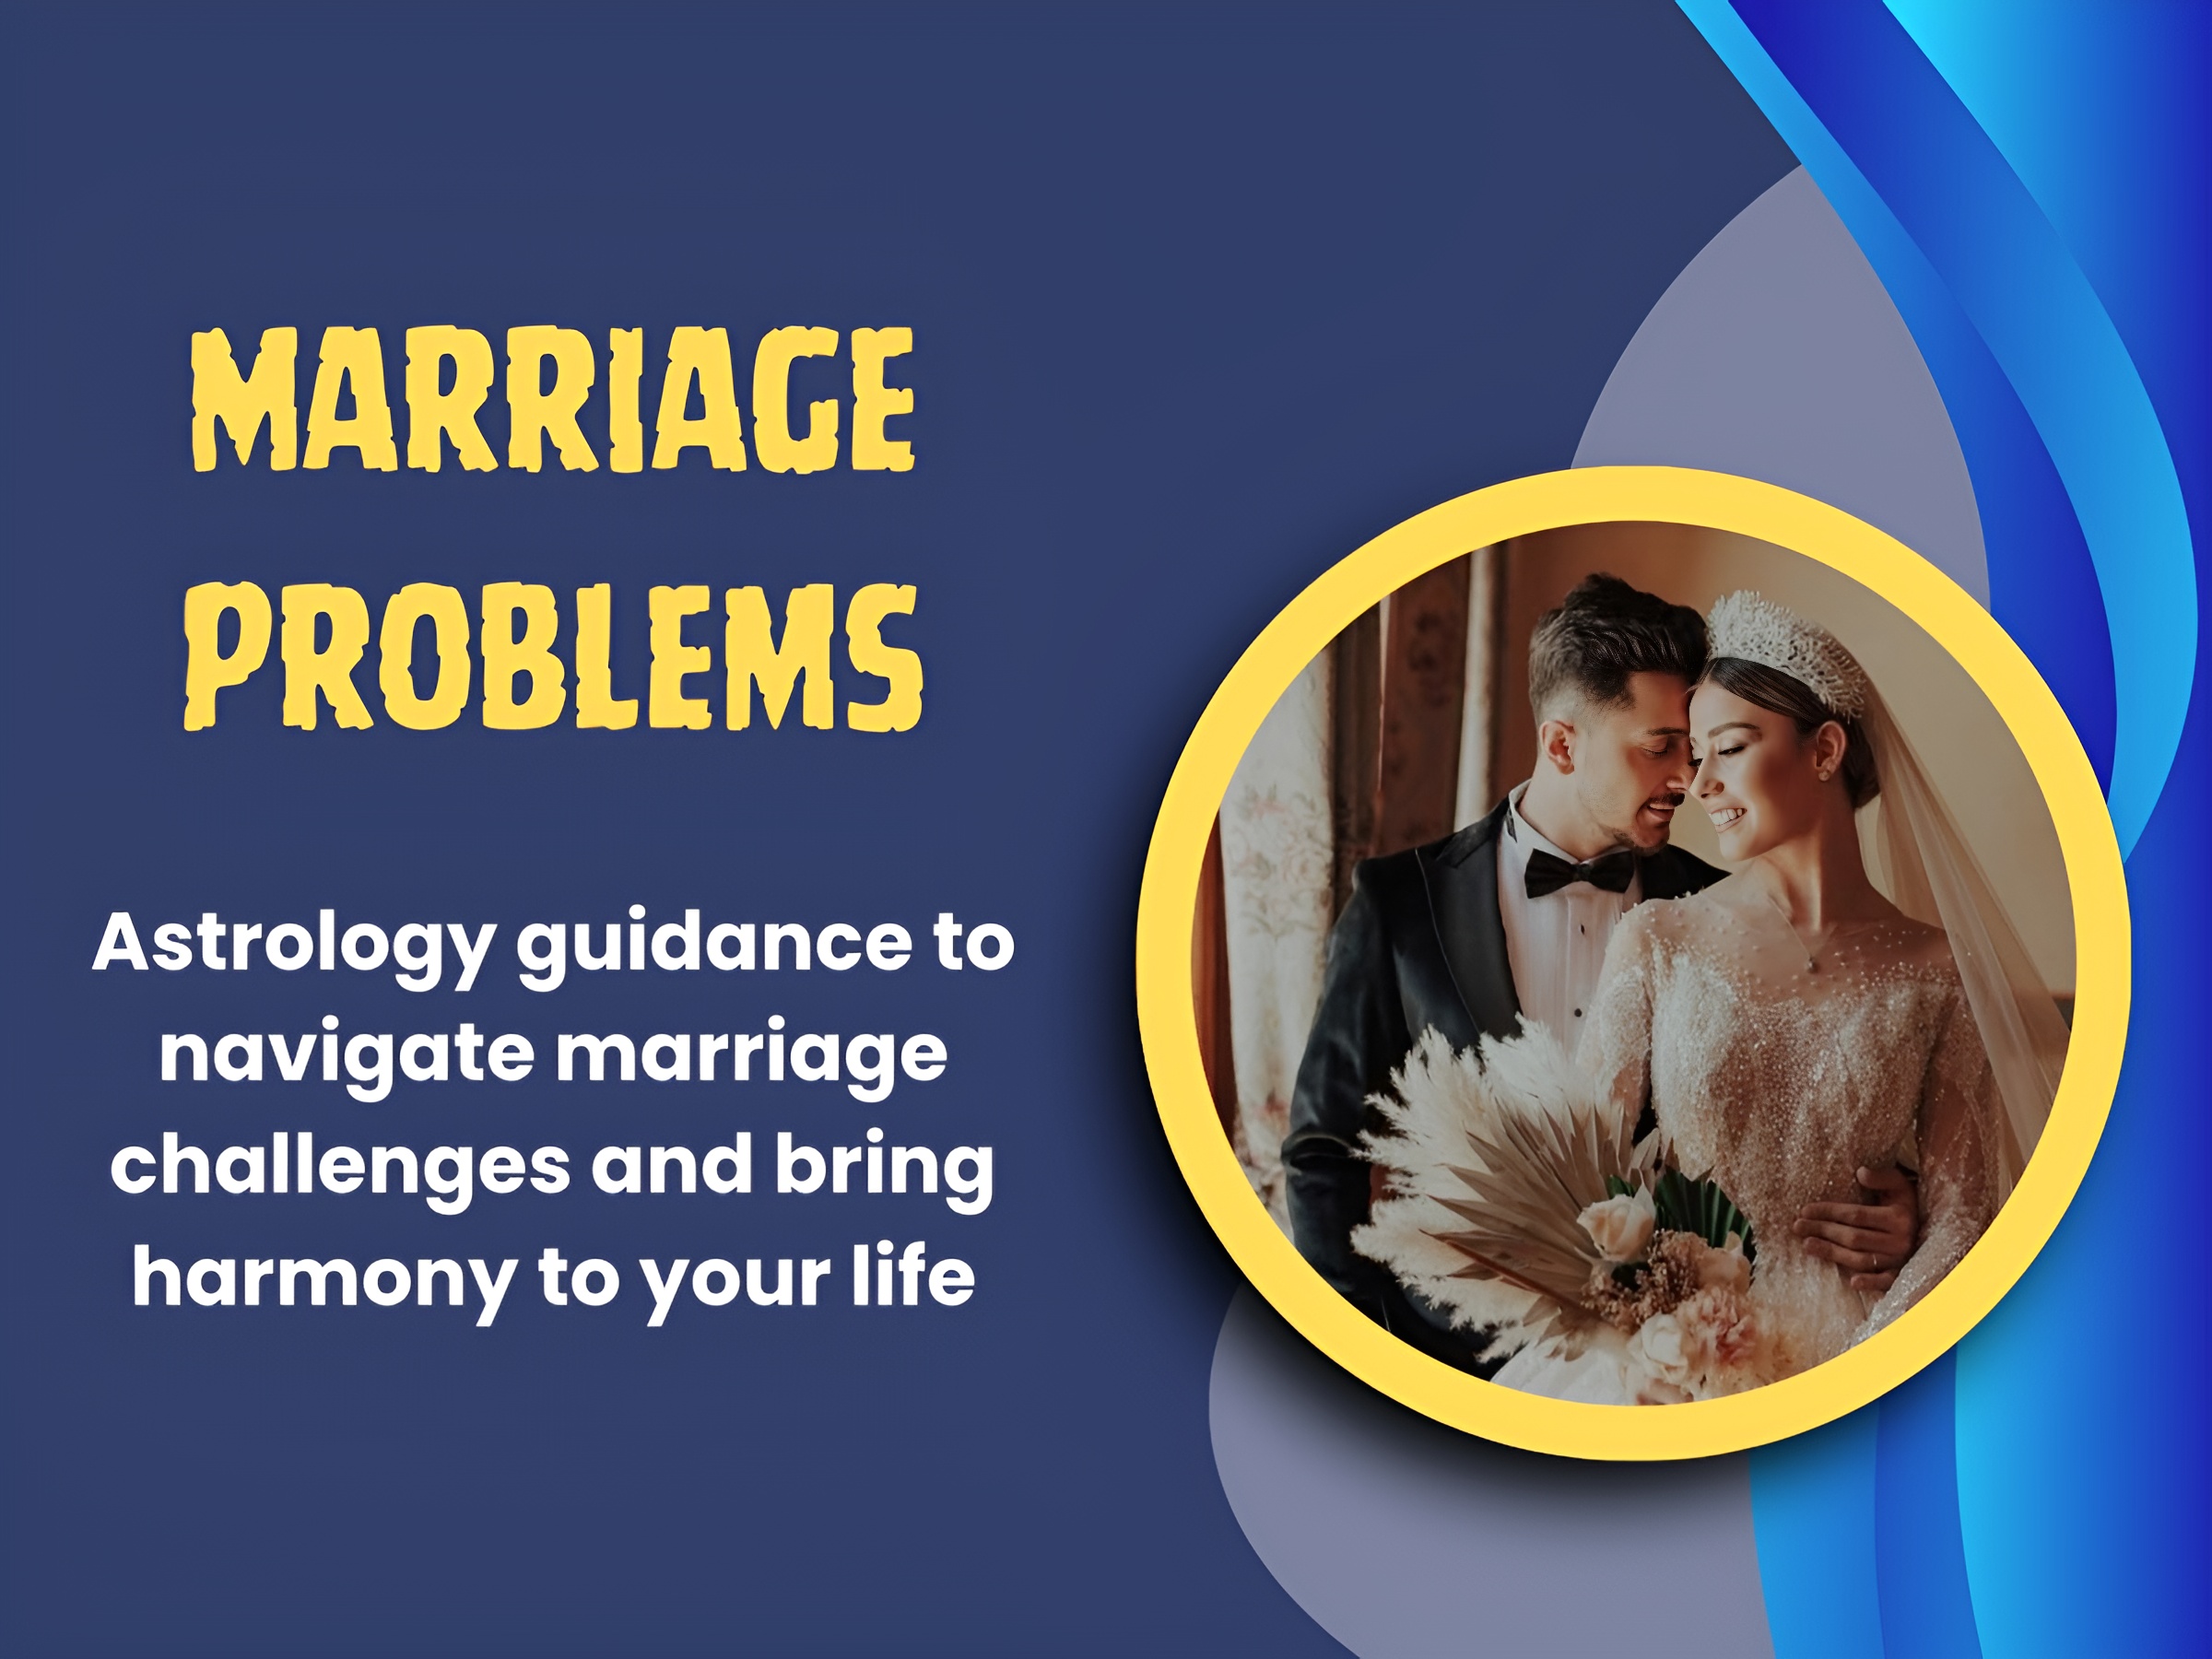 MARRIAGE
PROBLEMS
Astrology guidance to
navigate marriage
challenges and bring
harmony to your life